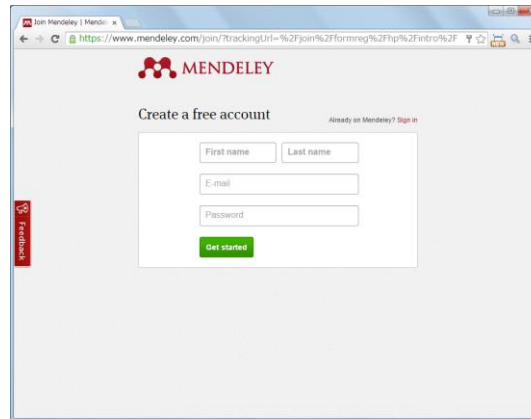 Join Mendeley | Mendel
https://www.mendeley.com/join/?trackingUrl=%2Fjoin%2Fformreg%2Fhp%2Fintro%2F
MENDELEY
Create a free account
Already on Mendeley? Sign in
First name Last name
E-mail
Password
Get started
Feedback